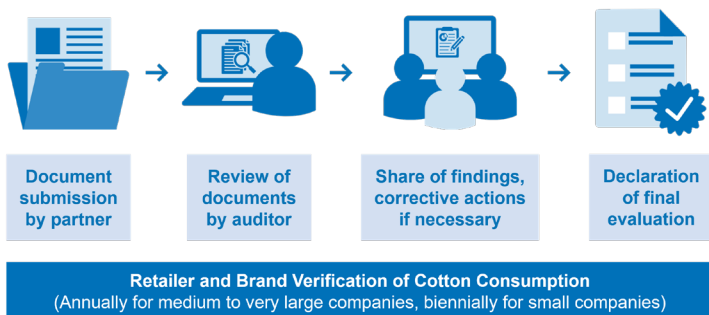 Document
submission
by partner
Review of
documents
by auditor
Share of findings,
corrective actions
if necessary
Declaration
of final
evaluation
Retailer and Brand Verification of Cotton Consumption
(Annually for medium to very large companies, biennially for small companies)